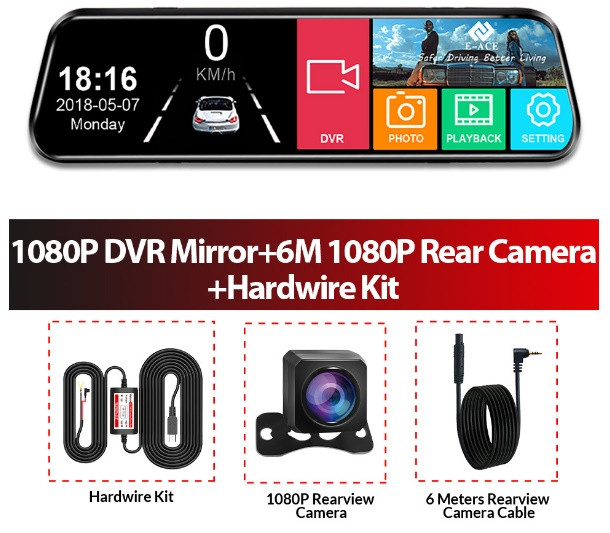 0
KM/h
18:16
2018-05-07
Monday
DVR
E-ACE
Safer Driving Better Living
PHOTO
PLAYBACK
SETTING
1080P DVR Mirror+6M 1080P Rear Camera
+Hardwire Kit
Hardwire Kit
1080P Rearview
Camera
6 Meters Rearview
Camera Cable